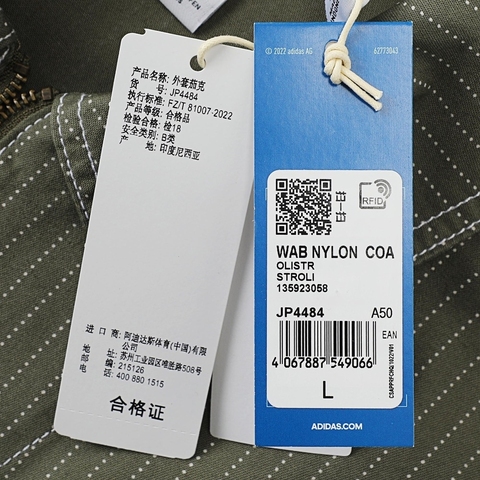 产品名称: 外套茄克
货 号: JP4484
执行标准: FZ/T 81007-2022
产品等级: 合格品
检验合格: 检18
安全类别: B类
产 地: 印度尼西亚
进 口 商: 阿迪达斯体育(中国)有限
公司
地 址: 苏州工业园区唯胜路508号
邮 编: 215126
电 话: 400 880 1515
合格证
© 2022 adidas AG 62773043
RFID
WAB NYLON COA
OLISTR
STROLI
135923058
JP4484 A50
EAN
4 067887 549066
L
ADIDAS.COM